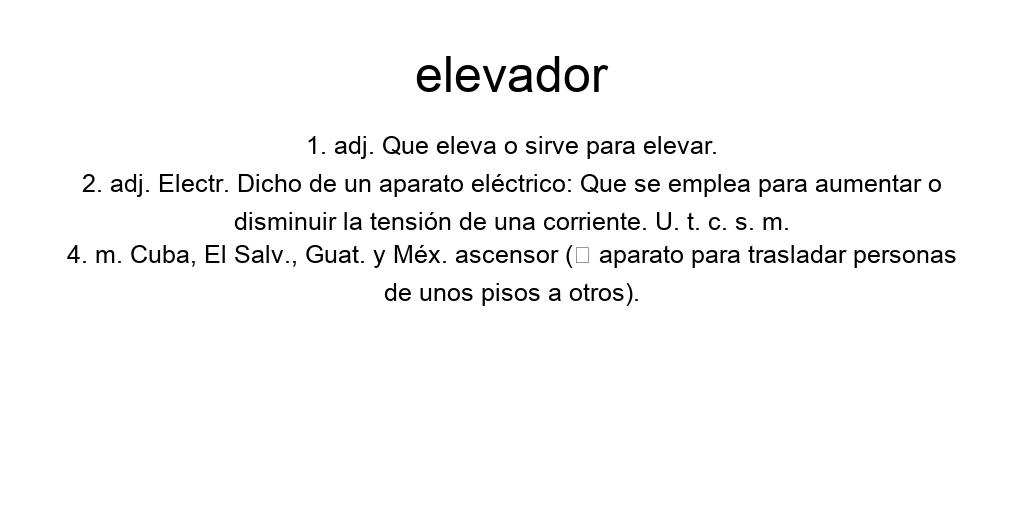 elevador
1. adj. Que eleva o sirve para elevar.
2. adj. Electr. Dicho de un aparato eléctrico: Que se emplea para aumentar o
disminuir la tensión de una corriente. U. t. c. s. m.
4. m. Cuba, El Salv., Guat. y Méx. ascensor (□ aparato para trasladar personas
de unos pisos a otros).